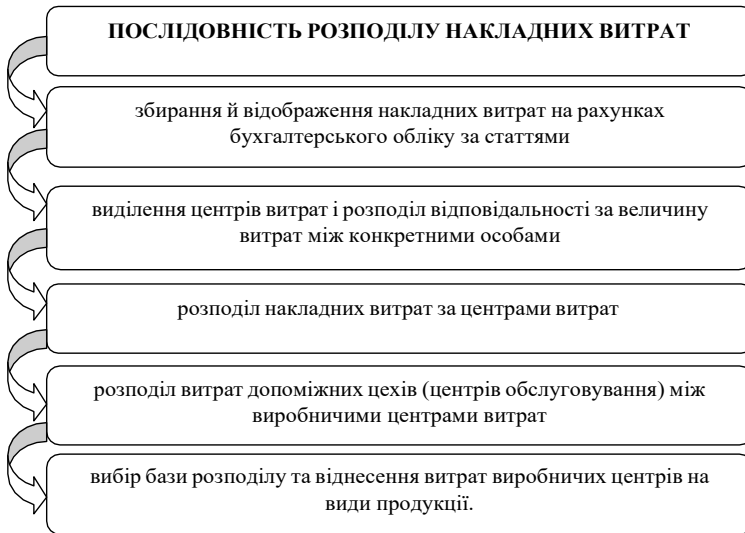 ПОСЛІДОВНІСТЬ РОЗПОДІЛУ НАКЛАДНИХ ВИТРАТ
збирання й відображення накладних витрат на рахунках
бухгалтерського обліку за статтями
виділення центрів витрат і розподіл відповідальності за величину
витрат між конкретними особами
розподіл накладних витрат за центрами витрат
розподіл витрат допоміжних цехів (центрів обслуговування) між
виробничими центрами витрат
вибір бази розподілу та віднесення витрат виробничих центрів на
види продукції.